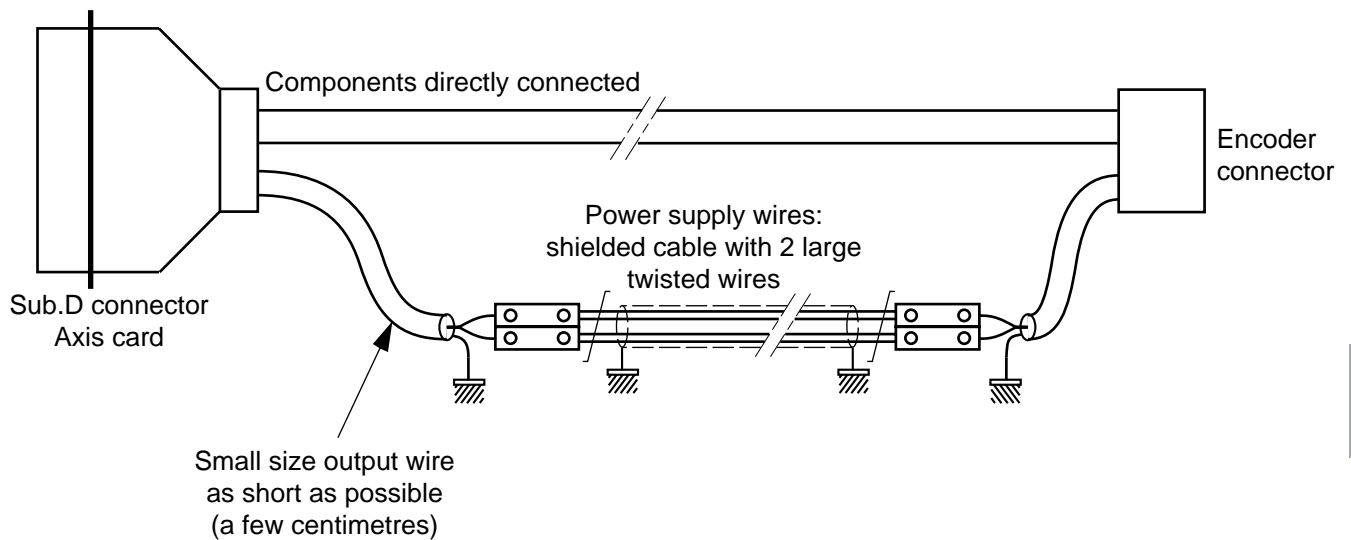 Components directly connected
Encoder
connector
Power supply wires:
shielded cable with 2 large
twisted wires
Sub.D connector
Axis card
Small size output wire
as short as possible
(a few centimetres)